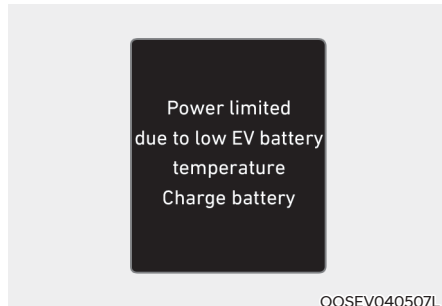 Power limited
due to low EV battery
temperature
Charge battery
OOSEV040507L